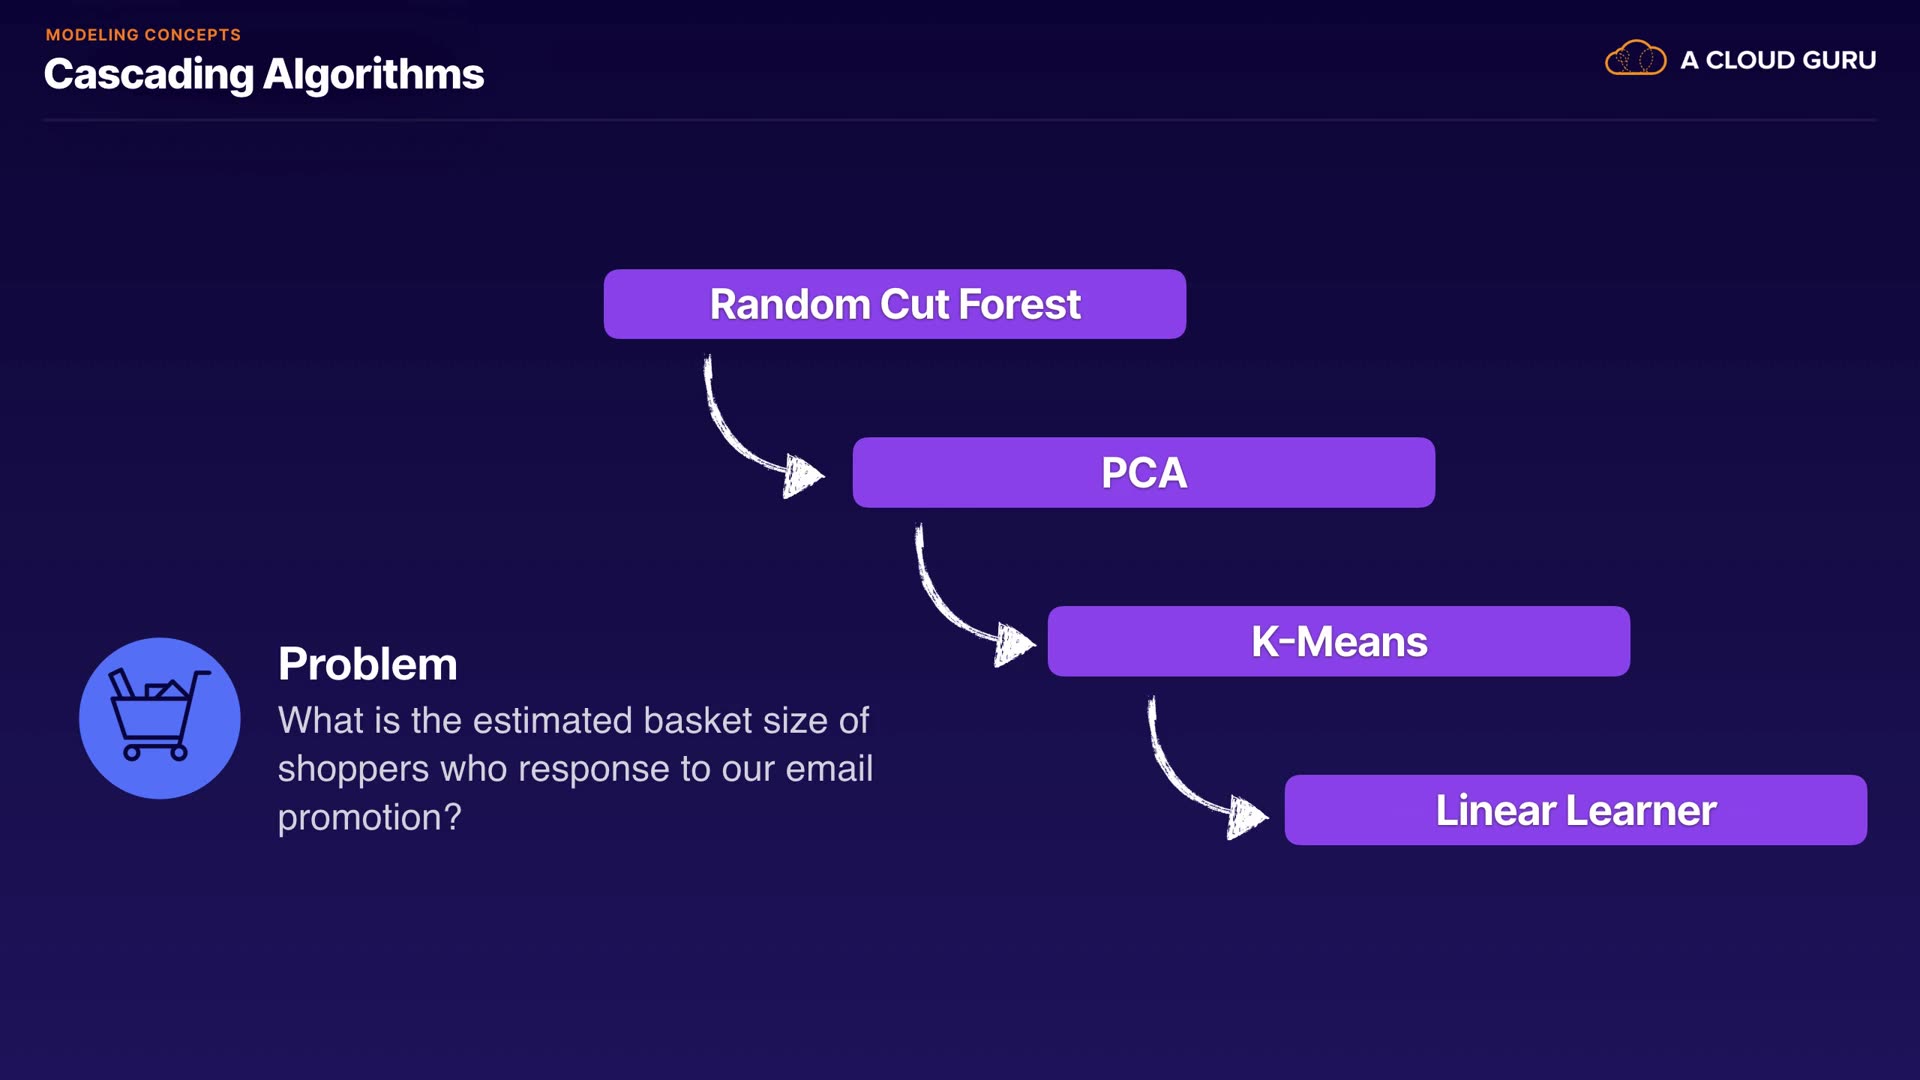 MODELING CONCEPTS
Cascading Algorithms
A CLOUD GURU
Random Cut Forest
PCA
K-Means
Linear Learner
Problem
What is the estimated basket size of
shoppers who response to our email
promotion?